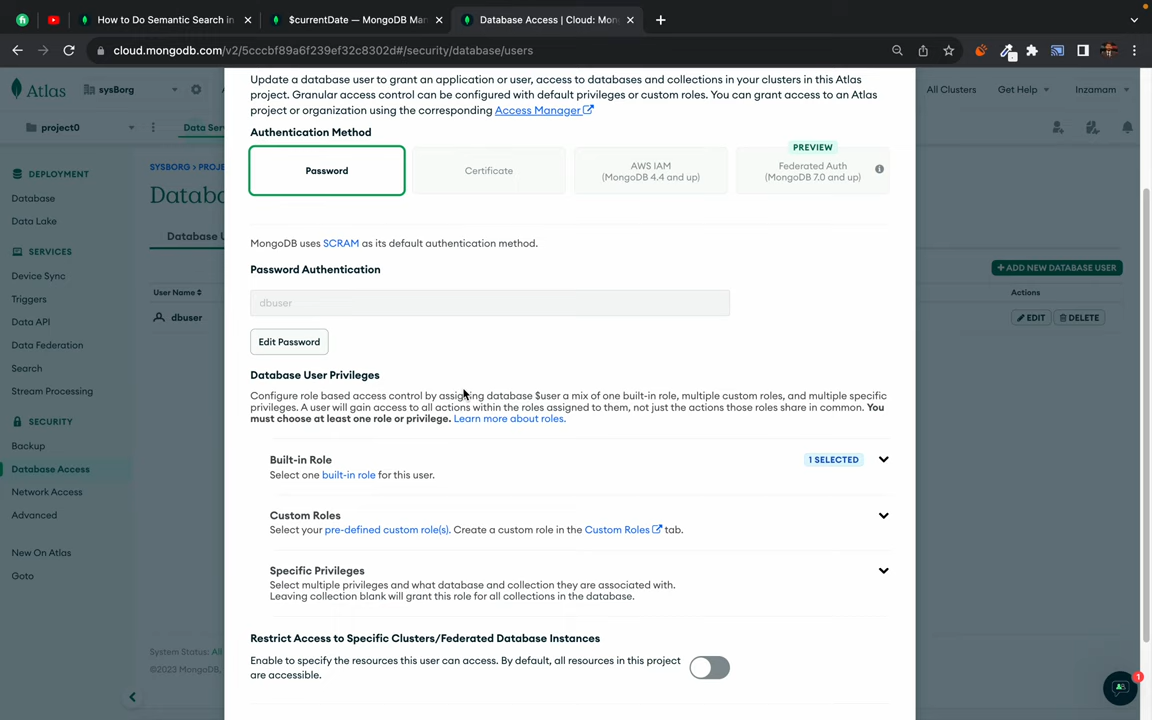 How to Do Semantic Search in
$currentDate — MongoDB Man
Database Access | Cloud: Mon
cloud.mongodb.com/v2/5cccbf89a6f239ef32c8302d#/security/database/users
Atlas
sysBorg
All Clusters
Get Help
Inzamam
project0
Data Serv
DEPLOYMENT
Database
Data Lake
SERVICES
Device Sync
Triggers
Data API
Data Federation
Search
Stream Processing
SECURITY
Backup
Database Access
Network Access
Advanced
New On Atlas
Goto
SYSBORG > PROJE
Datab
Database U
User Name
dbuser
+ ADD NEW DATABASE USER
Actions
EDIT
DELETE
System Status: All
©2023 MongoDB,
Update a database user to grant an application or user, access to databases and collections in your clusters in this Atlas
project. Granular access control can be configured with default privileges or custom roles. You can grant access to an Atlas
project or organization using the corresponding Access Manager
Authentication Method
Password
Certificate
AWS IAM
(MongoDB 4.4 and up)
PREVIEW
Federated Auth
(MongoDB 7.0 and up)
MongoDB uses SCRAM as its default authentication method.
Password Authentication
dbuser
Edit Password
Database User Privileges
Configure role based access control by assigning database $user a mix of one built-in role, multiple custom roles, and multiple specific
privileges. A user will gain access to all actions within the roles assigned to them, not just the actions those roles share in common. You
must choose at least one role or privilege. Learn more about roles.
Built-in Role
1 SELECTED
Select one built-in role for this user.
Custom Roles
Select your pre-defined custom role(s). Create a custom role in the Custom Roles tab.
Specific Privileges
Select multiple privileges and what database and collection they are associated with.
Leaving collection blank will grant this role for all collections in the database.
Restrict Access to Specific Clusters/Federated Database Instances
Enable to specify the resources this user can access. By default, all resources in this project
are accessible.
1